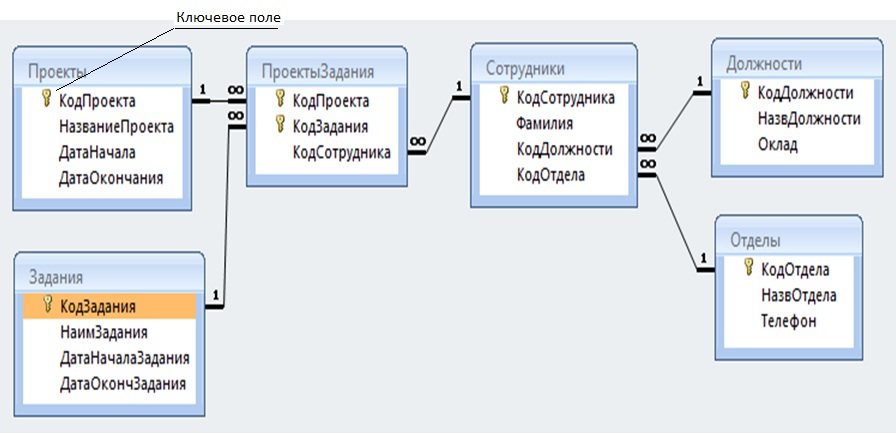 Ключевое поле
Проекты
КодПроекта
НазваниеПроекта
ДатаНачала
ДатаОкончания
1
∞
∞
ПроектыЗадания
КодПроекта
КодЗадания
КодСотрудника
∞
1
Сотрудники
КодСотрудника
Фамилия
КодДолжности
КодОтдела
∞
∞
1
Должности
КодДолжности
НазвДолжности
Оклад
1
Отделы
КодОтдела
НазвОтдела
Телефон
Задания
КодЗадания
НаимЗадания
ДатаНачалаЗадания
ДатаОкончЗадания
1